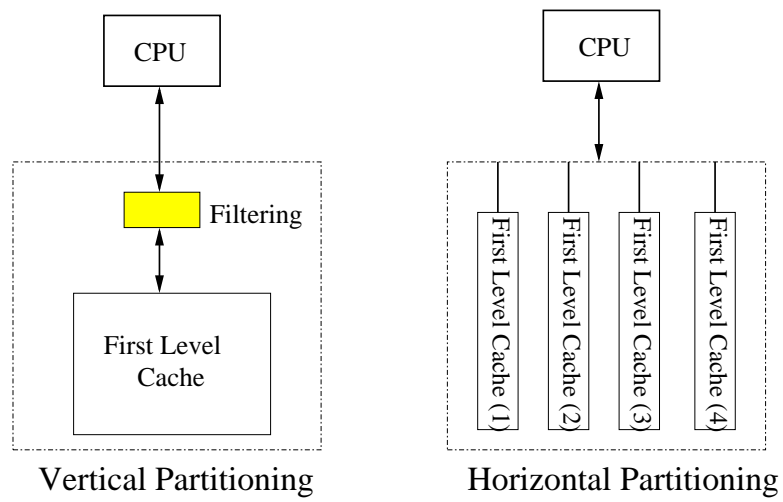 CPU
Filtering
First Level
Cache
Vertical Partitioning
CPU
First Level Cache (1)
First Level Cache (2)
First Level Cache (3)
First Level Cache (4)
Horizontal Partitioning